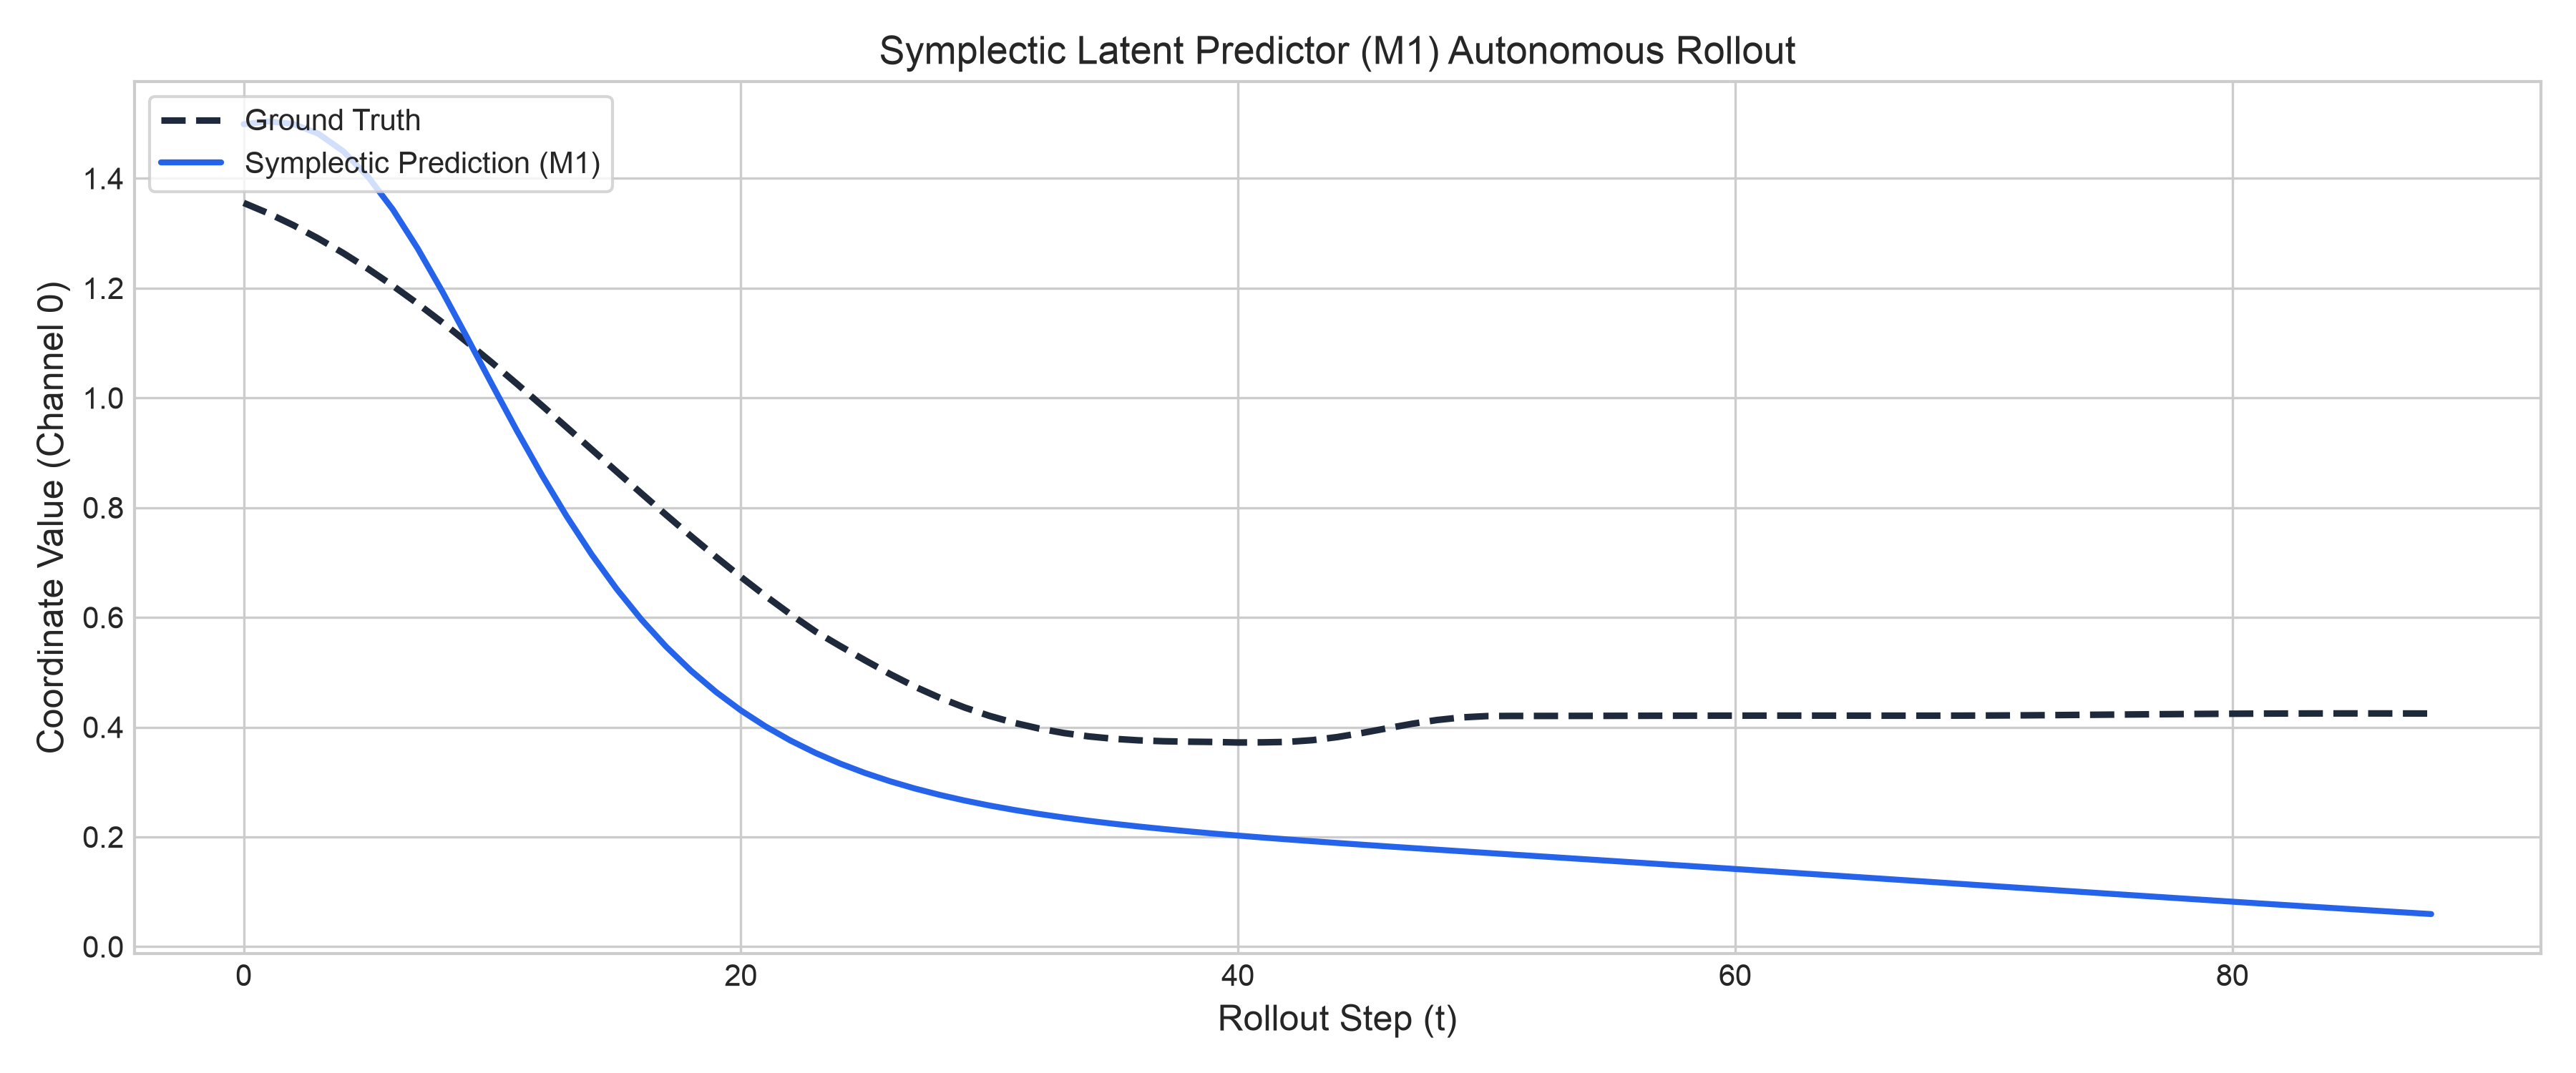 Symplectic Latent Predictor (M1) Autonomous Rollout
Ground Truth
Symplectic Prediction (M1)
Coordinate Value (Channel 0)
1.4
1.2
1.0
0.8
0.6
0.4
0.2
0.0
0
20
40
60
80
Rollout Step (t)